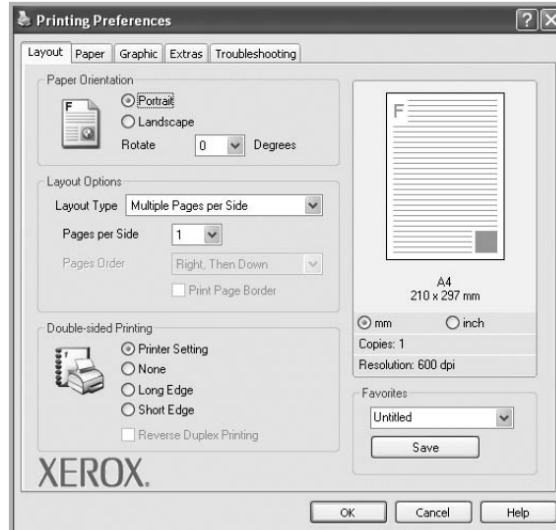 Printing Preferences
Layout Paper Graphic Extras Troubleshooting
Paper Orientation
F
Portrait
Landscape
Rotate 0 Degrees
Layout Options
Layout Type Multiple Pages per Side
Pages per Side 1
Pages Order Right, Then Down
Print Page Border
Double-sided Printing
Printer Setting
None
Long Edge
Short Edge
Reverse Duplex Printing
XEROX.
F
A4
210 x 297 mm
mm inch
Copies: 1
Resolution: 600 dpi
Favorites
Untitled
Save
OK Cancel Help